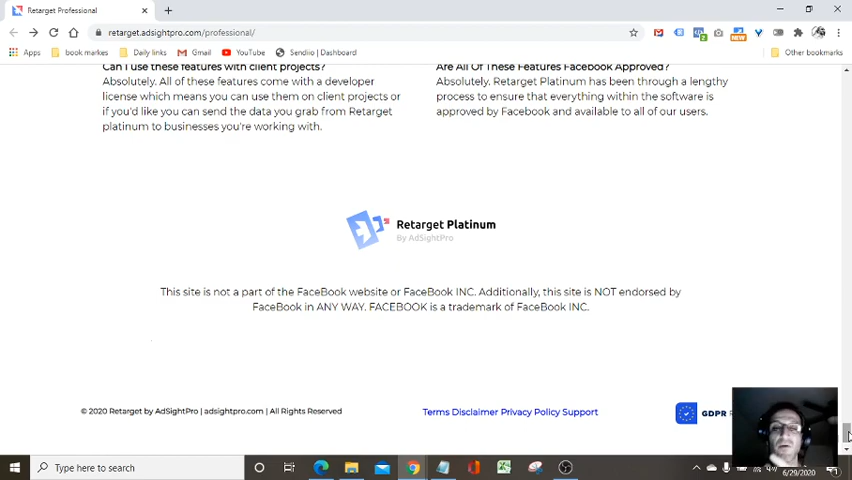 Retarget Professional
retarget.adsightpro.com/professional/
Apps
book markes
Daily links
Gmail
YouTube
Sendiio | Dashboard
Other bookmarks
Can I use these features with client projects?
Absolutely. All of these features come with a developer
license which means you can use them on client projects or
if you'd like you can send the data you grab from Retarget
platinum to businesses you're working with.
Are All Of These Features Facebook Approved?
Absolutely. Retarget Platinum has been through a lengthy
process to ensure that everything within the software is
approved by Facebook and available to all of our users.
Retarget Platinum
By AdSightPro
This site is not a part of the FaceBook website or FaceBook INC. Additionally, this site is NOT endorsed by
FaceBook in ANY WAY. FACEBOOK is a trademark of FaceBook INC.
© 2020 Retarget by AdSightPro | adsightpro.com | All Rights Reserved
Terms Disclaimer Privacy Policy Support
GDPR
Type here to search
6/29/2020